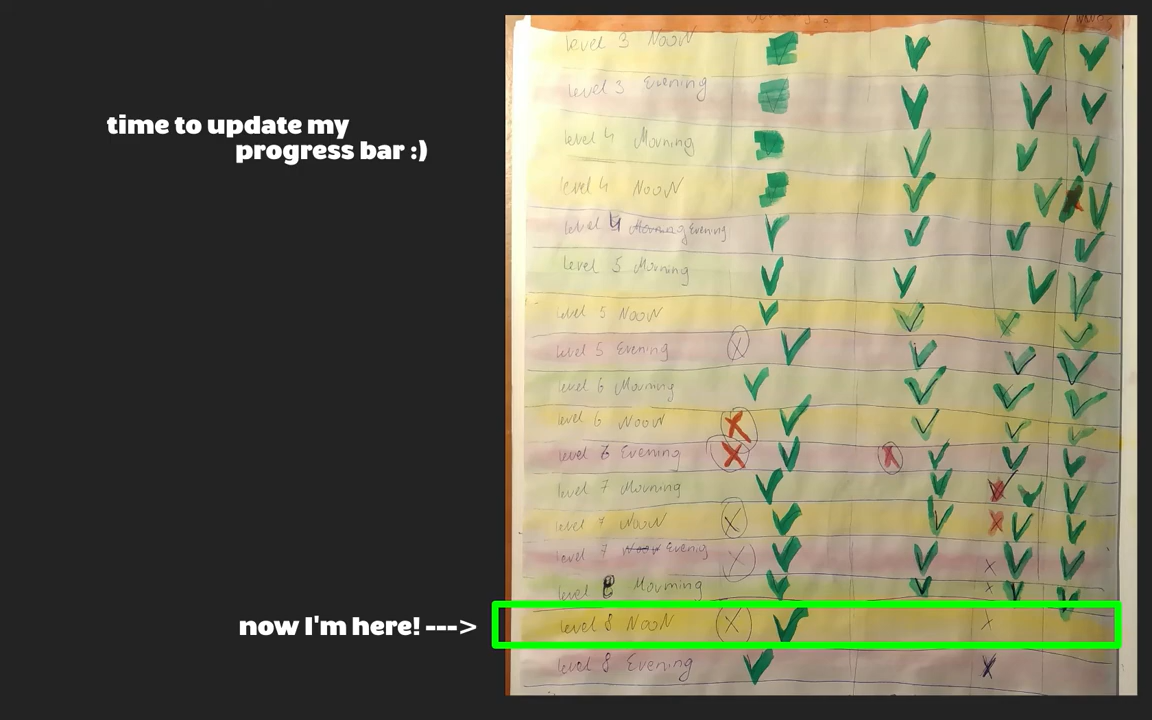 time to update my
progress bar :)
level 3 NooN
level 3 Evening
level 4 Morning
level 4 NooN
level 4 Morning Evening
level 5 Morning
level 5 NooN
level 5 Evening
level 6 Morning
level 6 NooN
level 6 Evening
level 7 Morning
level 7 NooN
level 7 NooN Evenig
level 8 Mourning
now I'm here! --->
level 8 NooN
level 8 Evening